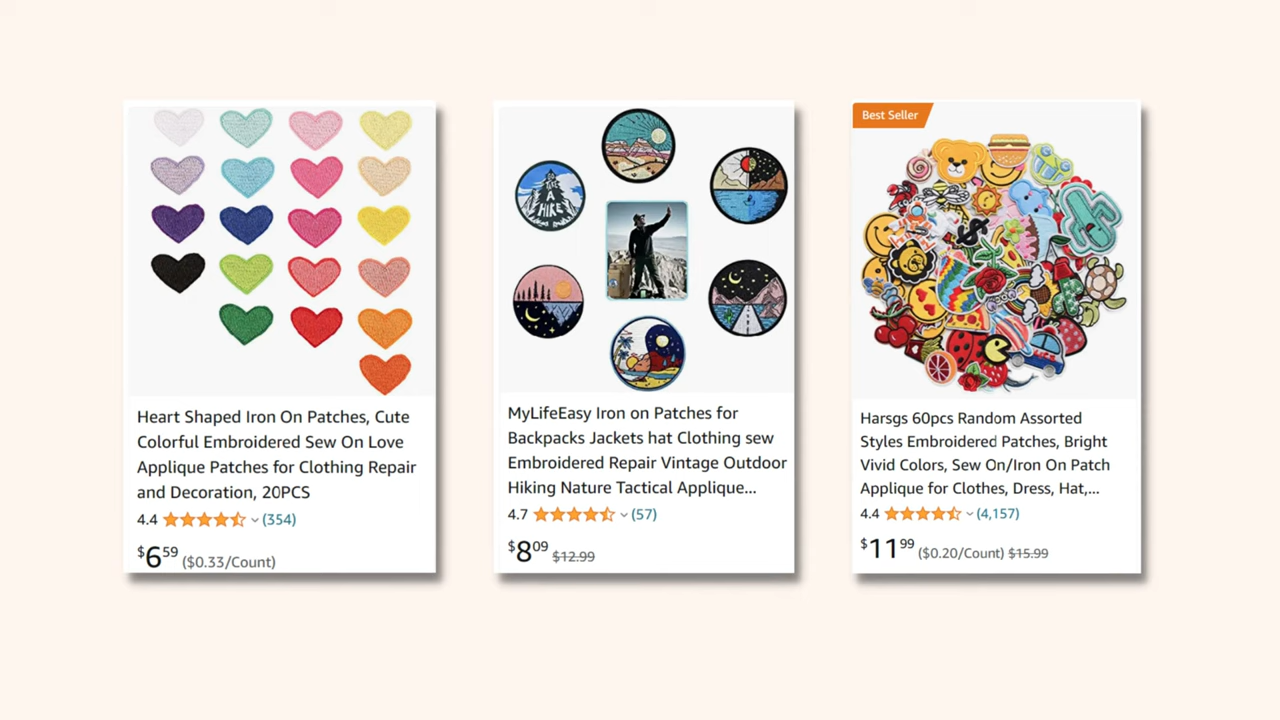 Heart Shaped Iron On Patches, Cute
Colorful Embroidered Sew On Love
Applique Patches for Clothing Repair
and Decoration, 20PCS
4.4 (354)
$6.59 ($0.33/Count)
A
HIKE
MyLifeEasy Iron on Patches for
Backpacks Jackets hat Clothing sew
Embroidered Repair Vintage Outdoor
Hiking Nature Tactical Applique...
4.7 (57)
$8.09 $12.99
Best Seller
$
Harsgs 60pcs Random Assorted
Styles Embroidered Patches, Bright
Vivid Colors, Sew On/Iron On Patch
Applique for Clothes, Dress, Hat,...
4.4 (4,157)
$11.99 ($0.20/Count) $15.99